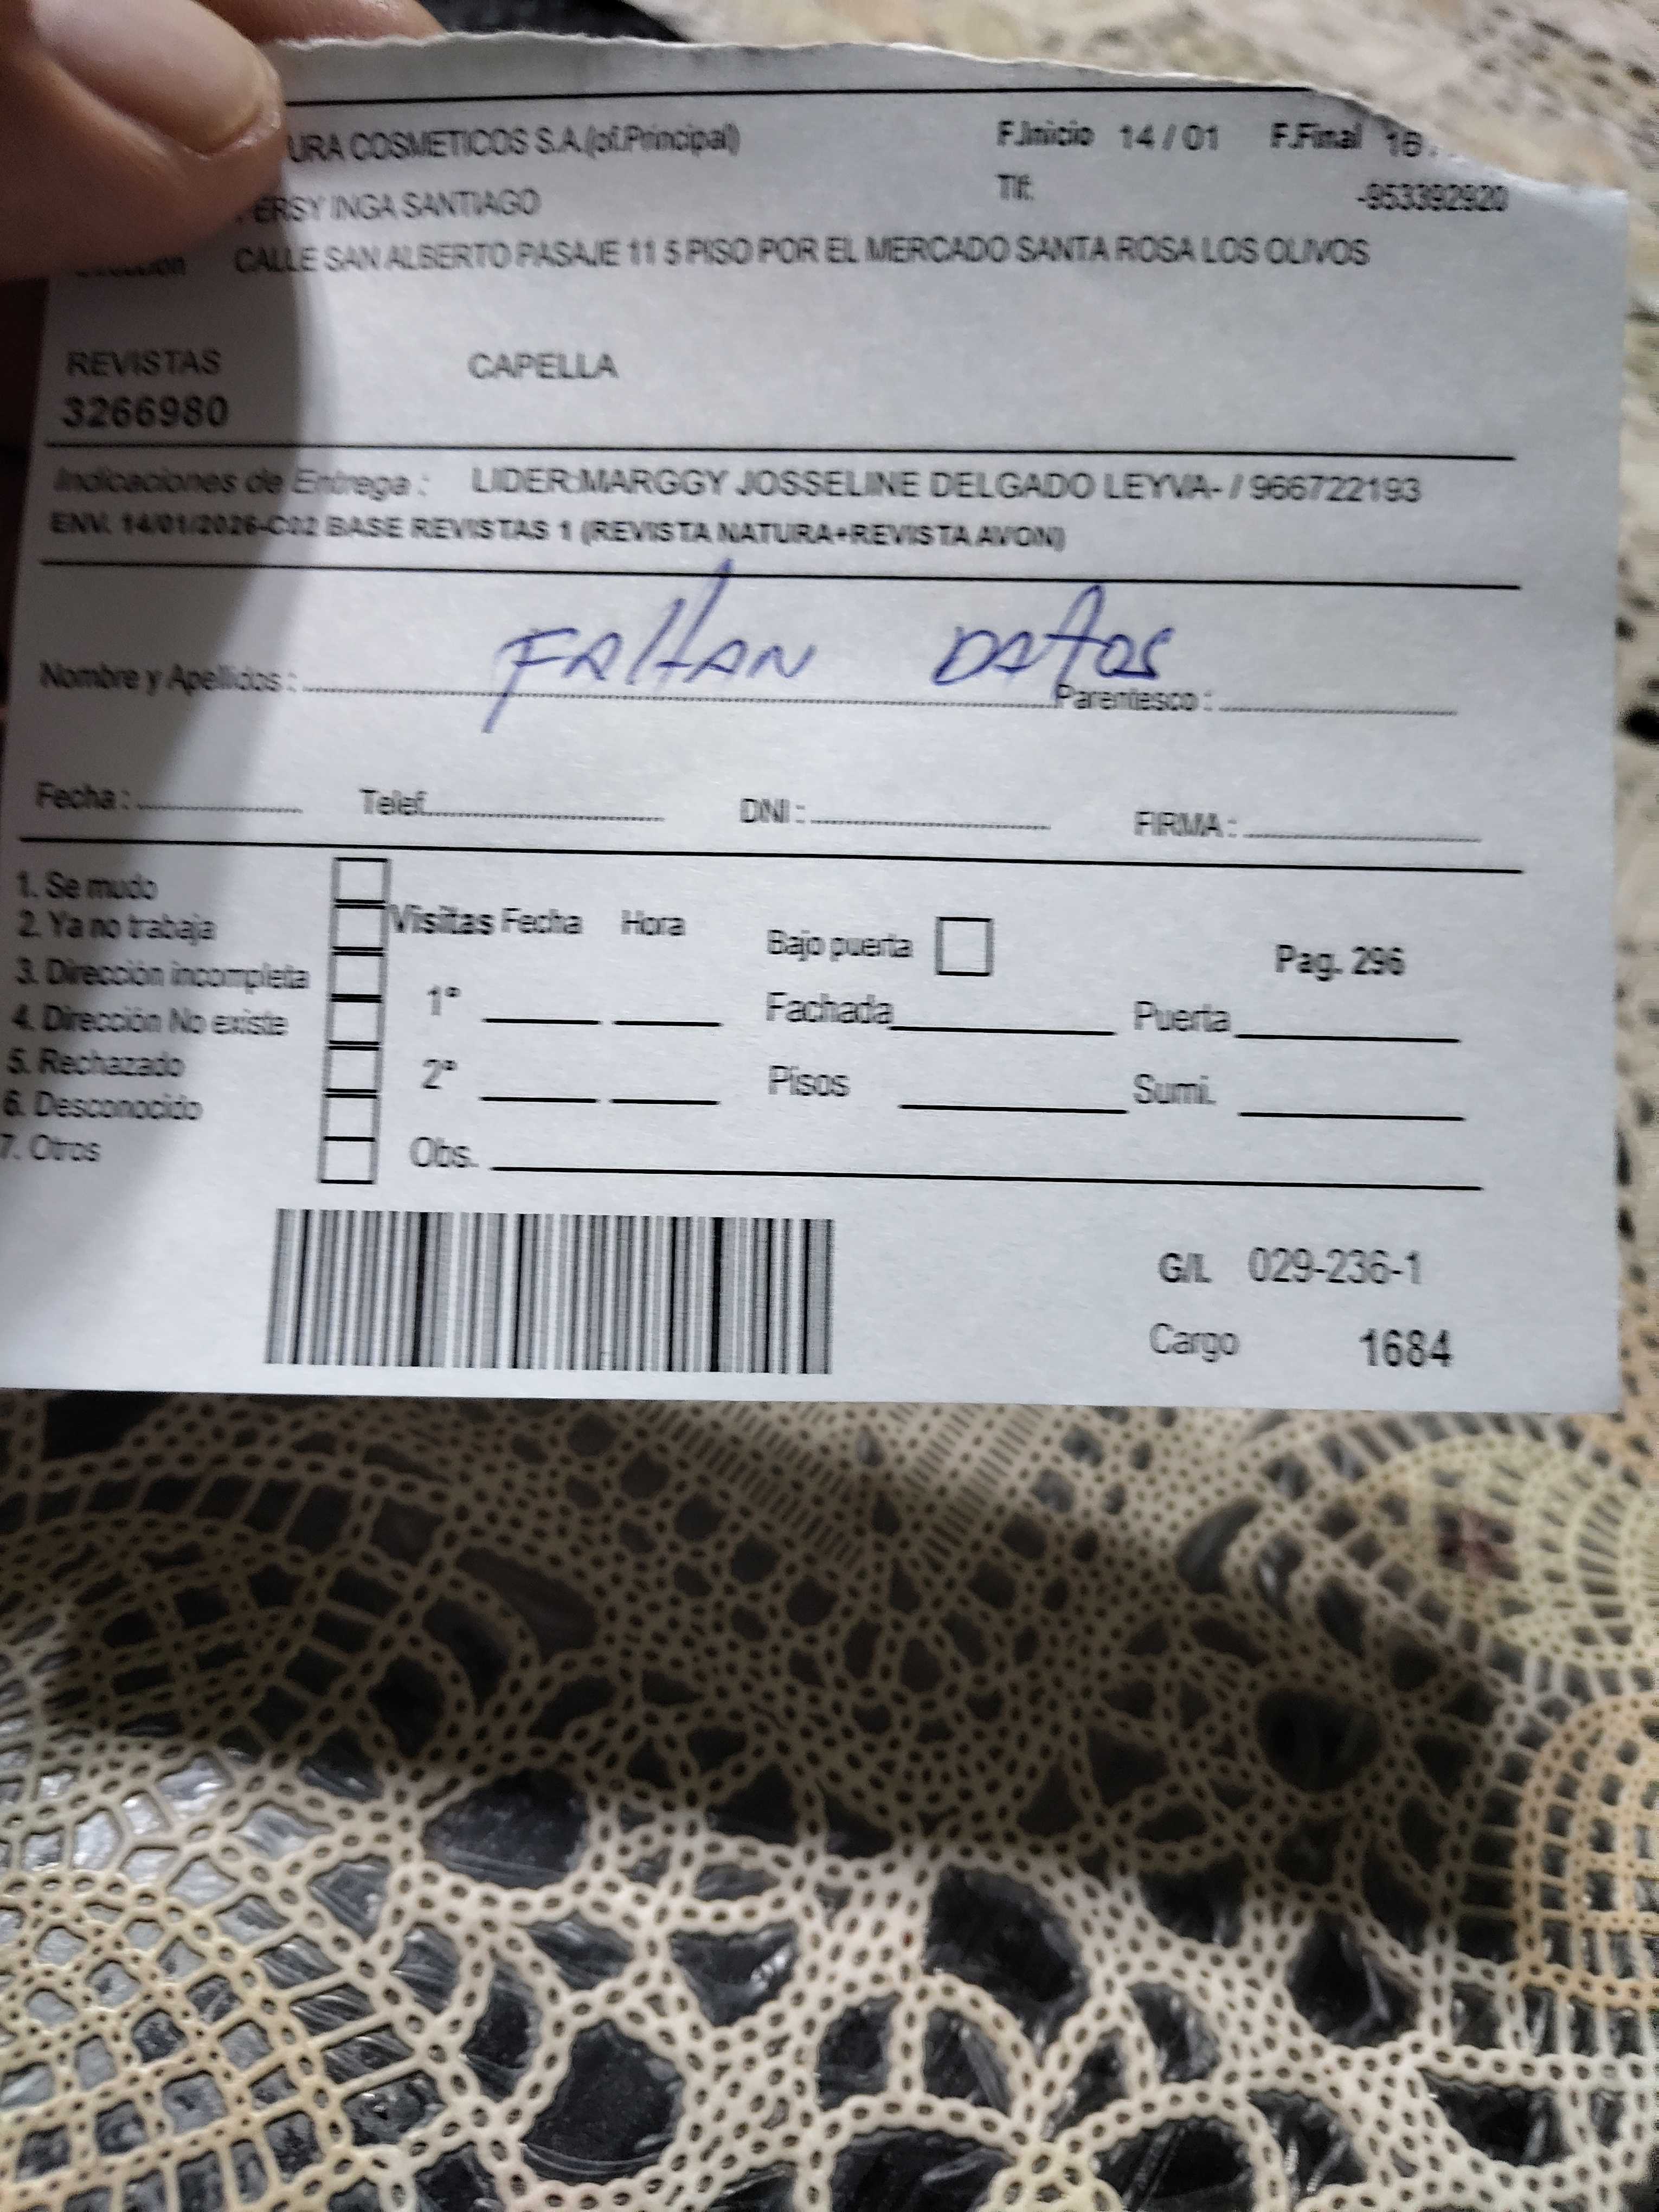 URA COSMETICOS S.A.(of.Principal) F.Inicio 14 / 01 F.Final
ERSY INGA SANTIAGO Tlf: -953392920
CALLE SAN ALBERTO PASAJE 11 5 PISO POR EL MERCADO SANTA ROSA LOS OLIVOS
REVISTAS CAPELLA
3266980
Indicaciones de Entrega : LIDER:MARGGY JOSSELINE DELGADO LEYVA- / 966722193
ENV. 14/01/2026-C02 BASE REVISTAS 1 (REVISTA NATURA+REVISTA AVON)
FAltAN DAtos
Nombre y Apellidos : Parentesco :
Fecha : Telef. DNI : FIRMA :
1. Se mudo
2. Ya no trabaja
3. Dirección incompleta
4. Dirección No existe
5. Rechazado
6. Desconocido
7. Otros
Visitas Fecha Hora
1°
2°
Obs.
Bajo puerta Pag. 296
Fachada Puerta
Pisos Sumi.
G/L 029-236-1
Cargo 1684